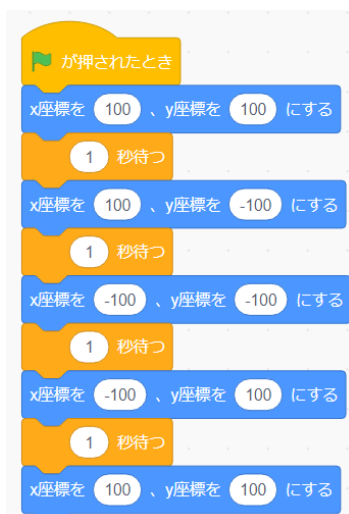 が押されたとき
x座標を 100 、y座標を 100 にする
1 秒待つ
x座標を 100 、y座標を -100 にする
1 秒待つ
x座標を -100 、y座標を -100 にする
1 秒待つ
x座標を -100 、y座標を 100 にする
1 秒待つ
x座標を 100 、y座標を 100 にする